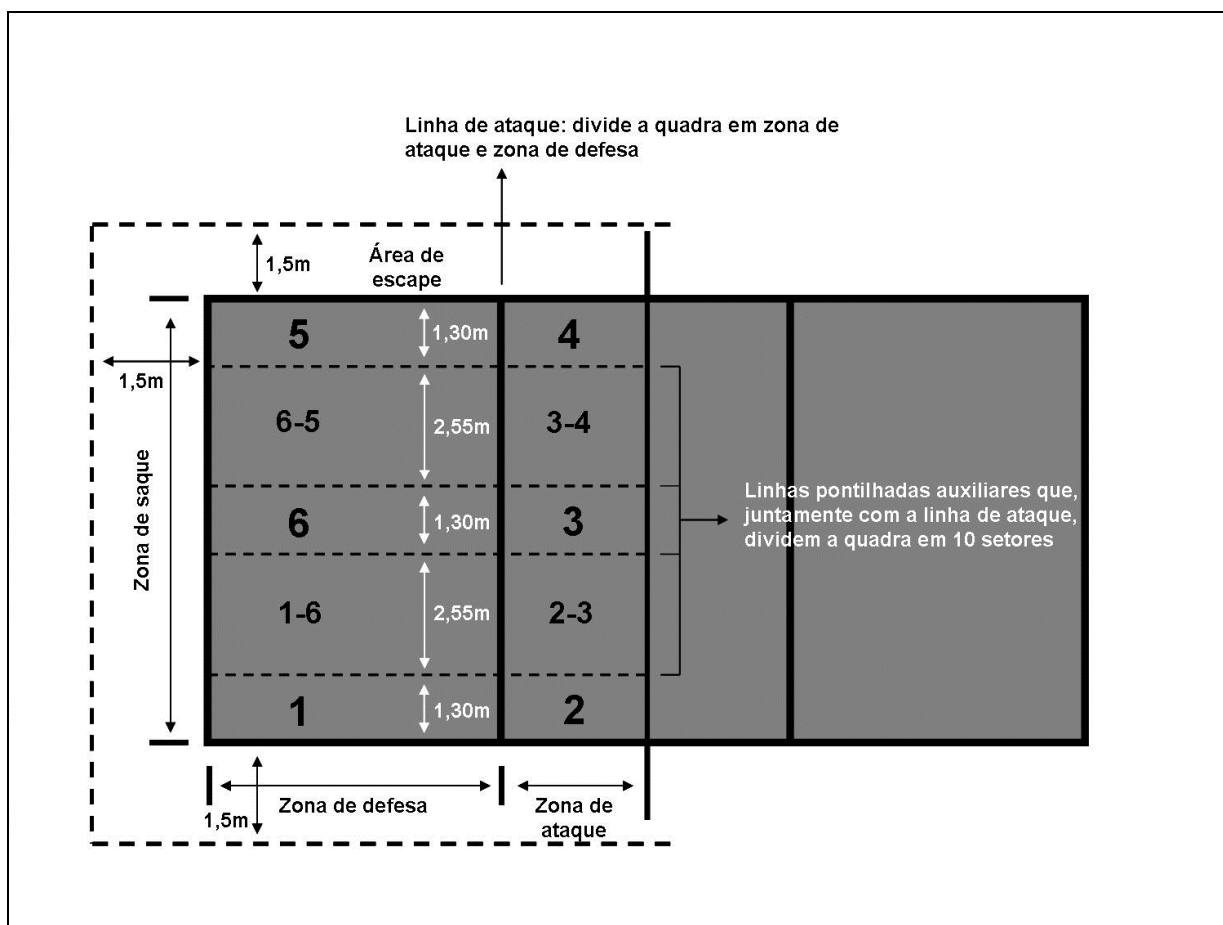 Linha de ataque: divide a quadra em zona de
ataque e zona de defesa
1,5m
Área de
escape
5
1,30m
4
1,5m
6-5
2,55m
3-4
Zona de saque
6
1,30m
3
Linhas pontilhadas auxiliares que,
juntamente com a linha de ataque,
dividem a quadra em 10 setores
1-6
2,55m
2-3
1
1,30m
2
1,5m
Zona de defesa
Zona de
ataque